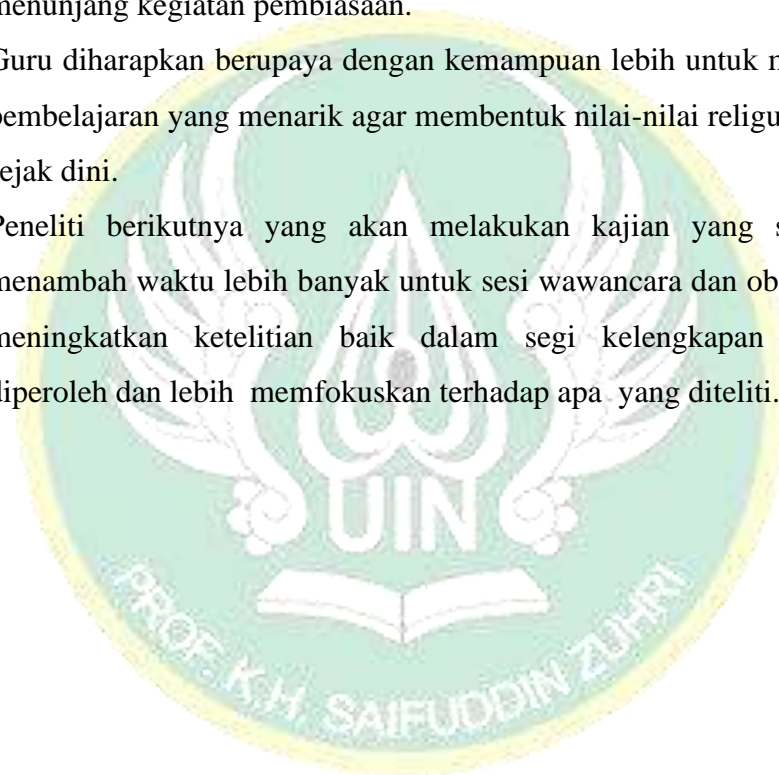 menunjang kegiatan pembiasaan.
Guru diharapkan berupaya dengan kemampuan lebih untuk
pembelajaran yang menarik agar membentuk nilai-nilai
sejak dini.
Peneliti berikutnya yang akan melakukan kajian yang
menambah waktu lebih banyak untuk sesi wawancara dan
meningkatkan ketelitian baik dalam segi kelengkapan
diperoleh dan lebih memfokuskan terhadap apa yang diteliti.
UIN
PROF. K.H. SAIFUDDIN ZUHRI